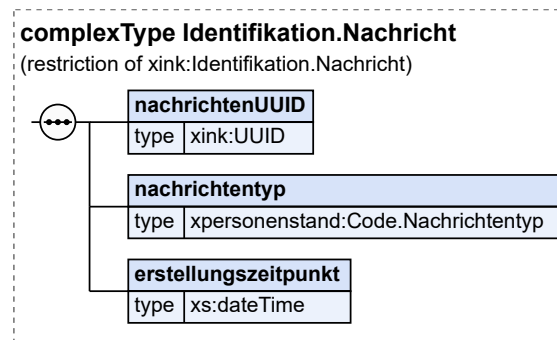 complexType Identifikation.Nachricht
(restriction of xink:Identifikation.Nachricht)
nachrichtenUUID
type xink:UUID
nachrichtentyp
type xpersonenstand:Code.Nachrichtentyp
erstellungszeitpunkt
type xs:dateTime